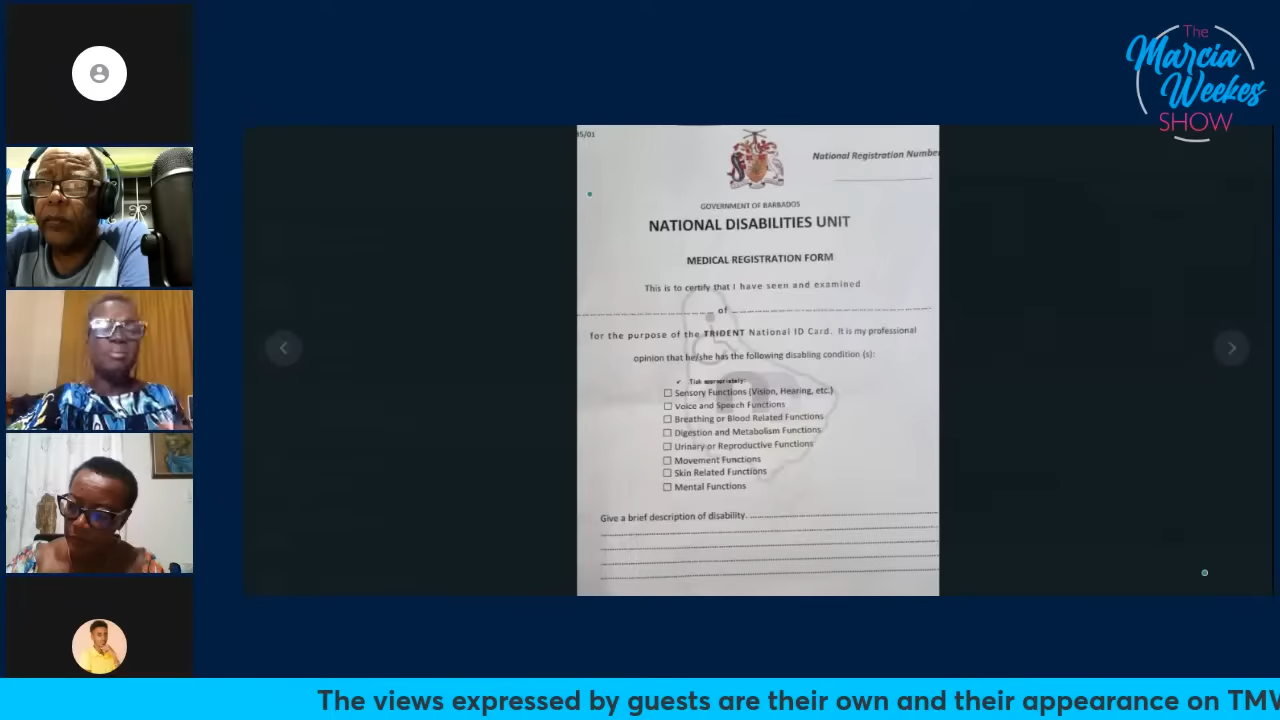 The
Marcia
Weekes
SHOW
15/01
National Registration Number
GOVERNMENT OF BARBADOS
NATIONAL DISABILITIES UNIT
MEDICAL REGISTRATION FORM
This is to certify that I have seen and examined
of
for the purpose of the TRIDENT National ID Card. It is my professional
opinion that he/she has the following disabling condition (s):
✓ Tick appropriately:
☐ Sensory Functions (Vision, Hearing, etc.)
☐ Voice and Speech Functions
☐ Breathing or Blood Related Functions
☐ Digestion and Metabolism Functions
☐ Urinary or Reproductive Functions
☐ Movement Functions
☐ Skin Related Functions
☐ Mental Functions
Give a brief description of disability.
The views expressed by guests are their own and their appearance on TMW